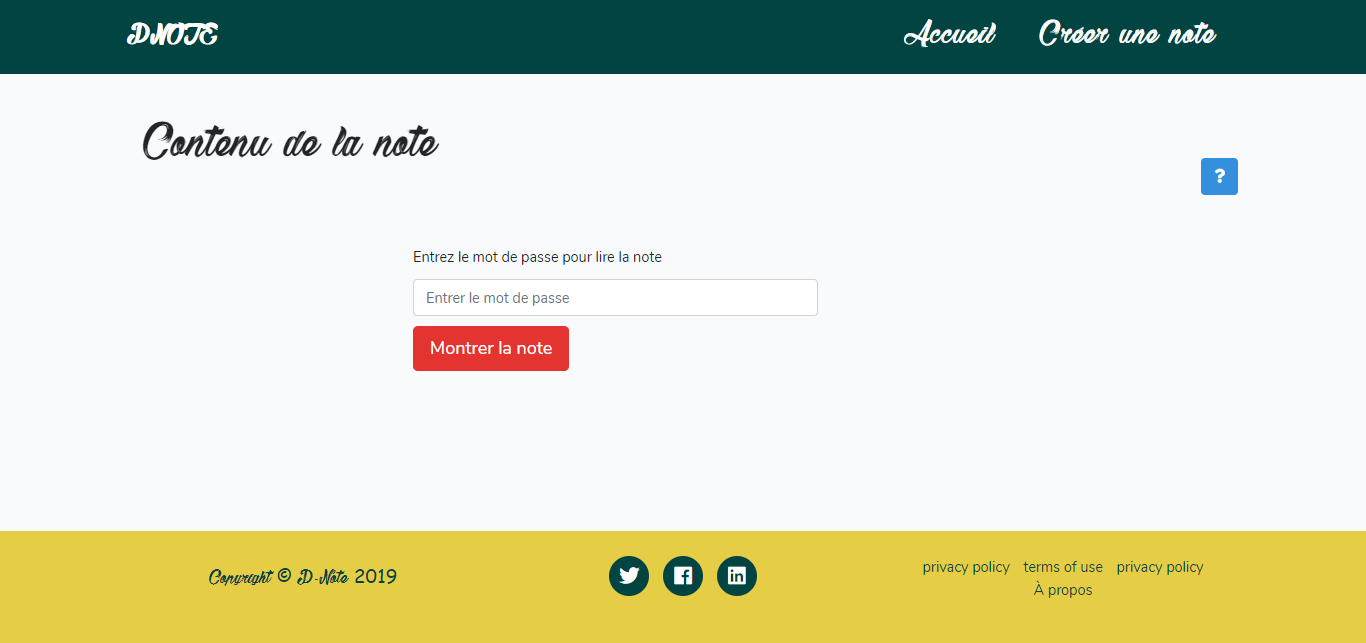 DNOTE Accueil Créer une note
Contenu de la note
?
Entrez le mot de passe pour lire la note
Entrer le mot de passe
Montrer la note
Copyright © D-Note 2019
privacy policy terms of use privacy policy
À propos